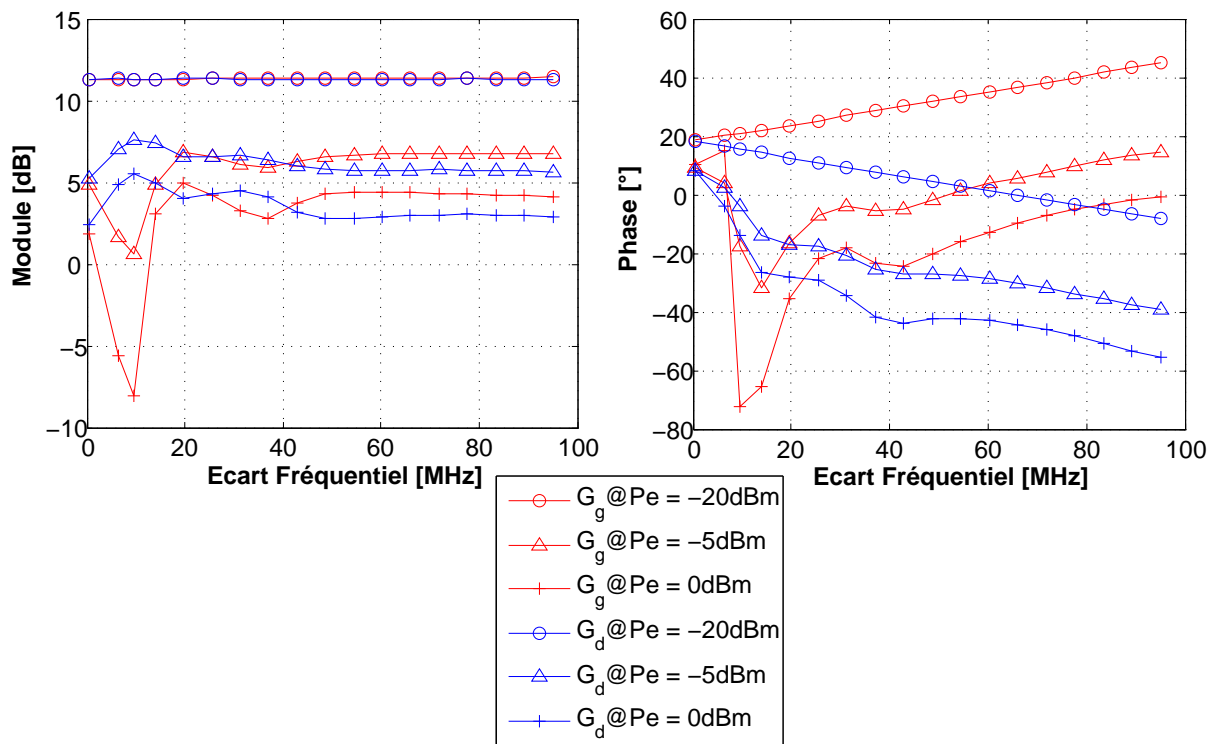 15
10
5
0
−5
−10
Module [dB]
0
20
40
60
80
100
Ecart Fréquentiel [MHz]
60
40
20
0
−20
−40
−60
−80
Phase [°]
0
20
40
60
80
100
Ecart Fréquentiel [MHz]
G_g@Pe = −20dBm
G_g@Pe = −5dBm
G_g@Pe = 0dBm
G_d@Pe = −20dBm
G_d@Pe = −5dBm
G_d@Pe = 0dBm